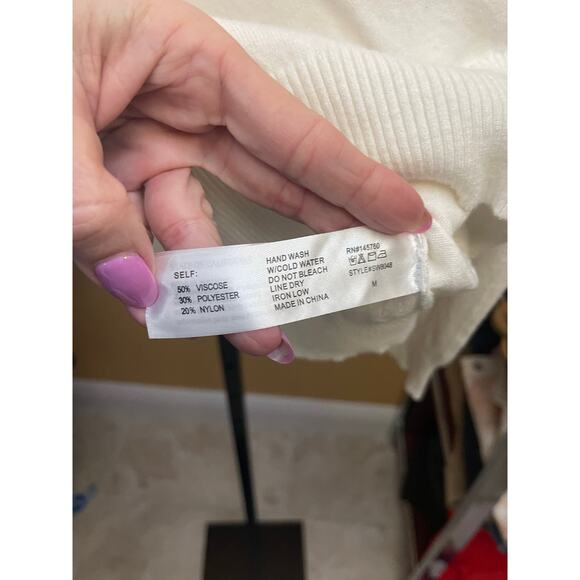 SELF:
50% VISCOSE
30% POLYESTER
20% NYLON
HAND WASH
W/COLD WATER
DO NOT BLEACH
LINE DRY
IRON LOW
MADE IN CHINA
RN#145760
STYLE#SW8048
M